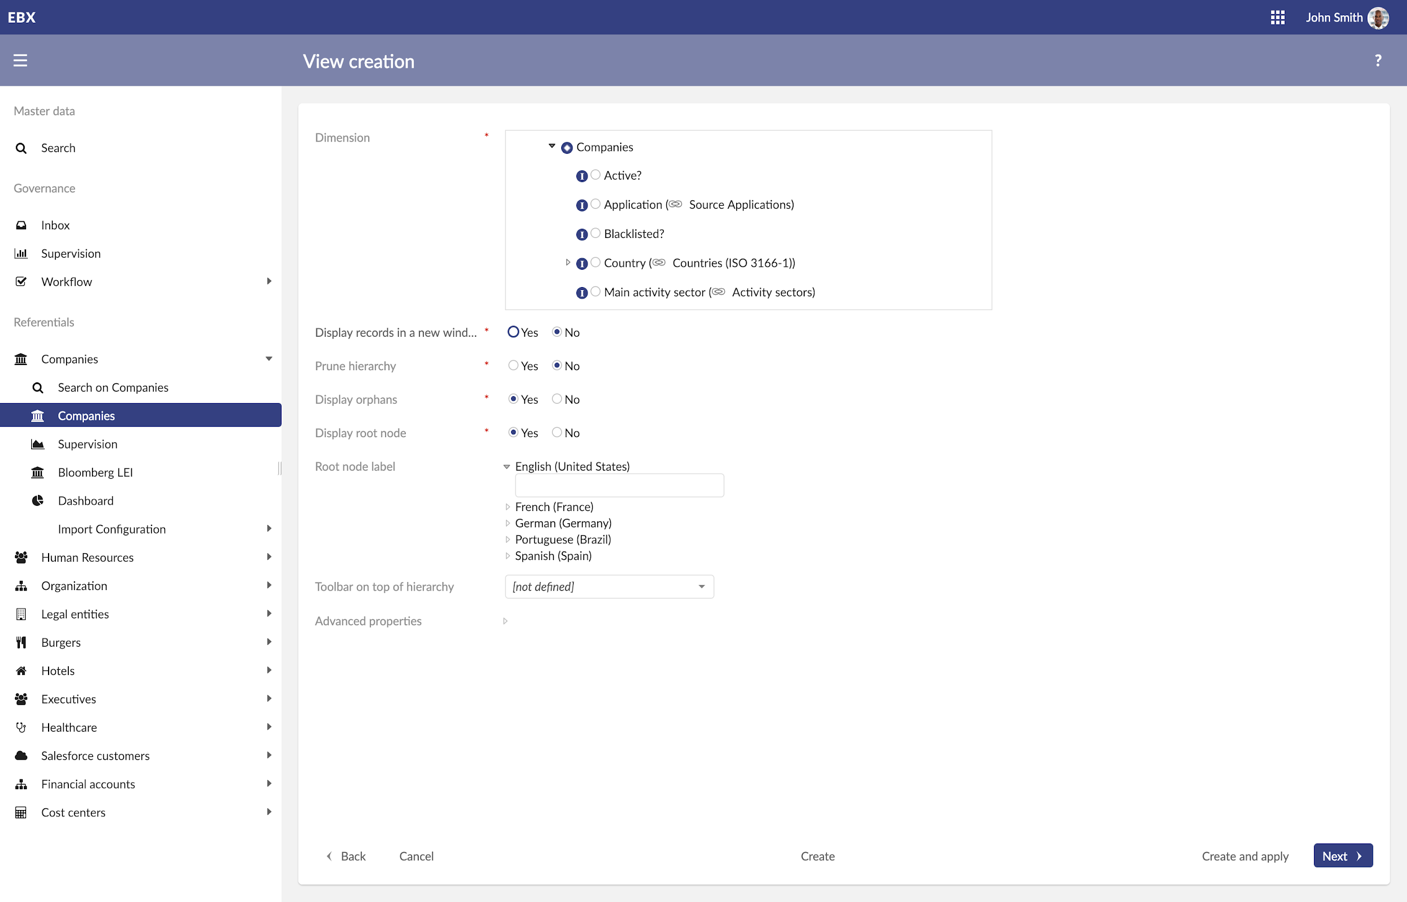 EBX
John Smith
View creation
?
Master data
Search
Governance
Inbox
Supervision
Workflow
Referentials
Companies
Search on Companies
Companies
Supervision
Bloomberg LEI
Dashboard
Import Configuration
Human Resources
Organization
Legal entities
Burgers
Hotels
Executives
Healthcare
Salesforce customers
Financial accounts
Cost centers
Dimension *
Companies
I Active?
I Application ( Source Applications)
I Blacklisted?
I Country ( Countries (ISO 3166-1))
I Main activity sector ( Activity sectors)
Display records in a new wind... * Yes No
Prune hierarchy * Yes No
Display orphans * Yes No
Display root node * Yes No
Root node label
English (United States)
French (France)
German (Germany)
Portuguese (Brazil)
Spanish (Spain)
Toolbar on top of hierarchy [not defined]
Advanced properties
Back Cancel Create Create and apply Next